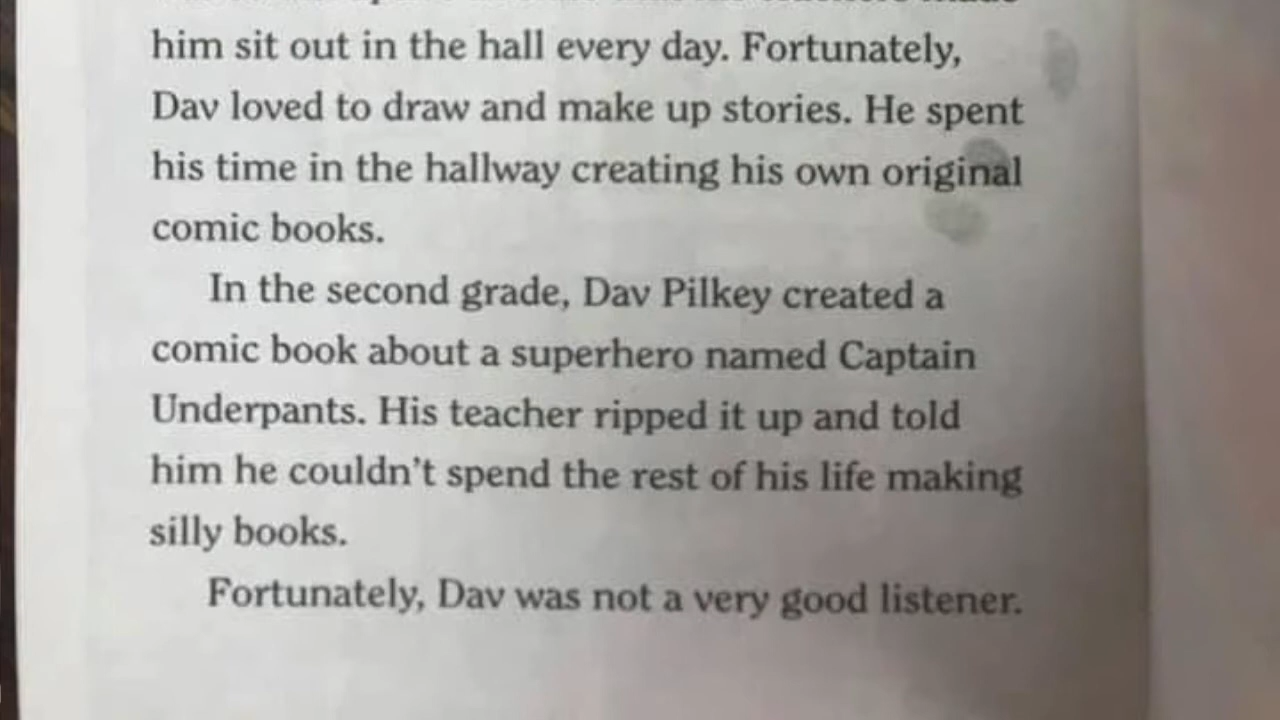 him sit out in the hall every day. Fortunately,
Dav loved to draw and make up stories. He spent
his time in the hallway creating his own original
comic books.
In the second grade, Dav Pilkey created a
comic book about a superhero named Captain
Underpants. His teacher ripped it up and told
him he couldn't spend the rest of his life making
silly books.
Fortunately, Dav was not a very good listener.